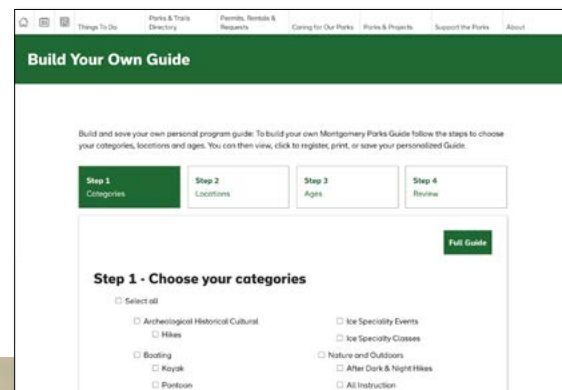 Things To Do
Parks & Trails
Directory
Permits, Rentals &
Requests
Caring for Our Parks
Parks & Projects
Support the Parks
About
Build Your Own Guide
Build and save your own personal program guide: To build your own Montgomery Parks Guide follow the steps to choose
your categories, locations and ages. You can then view, click to register, print, or save your personalized Guide.
Step 1
Categories
Step 2
Locations
Step 3
Ages
Step 4
Review
Full Guide
Step 1 - Choose your categories
Select all
Archeological Historical Cultural
Hikes
Boating
Kayak
Pontoon
Ice Speciality Events
Ice Specialty Classes
Nature and Outdoors
After Dark & Night Hikes
All Instruction